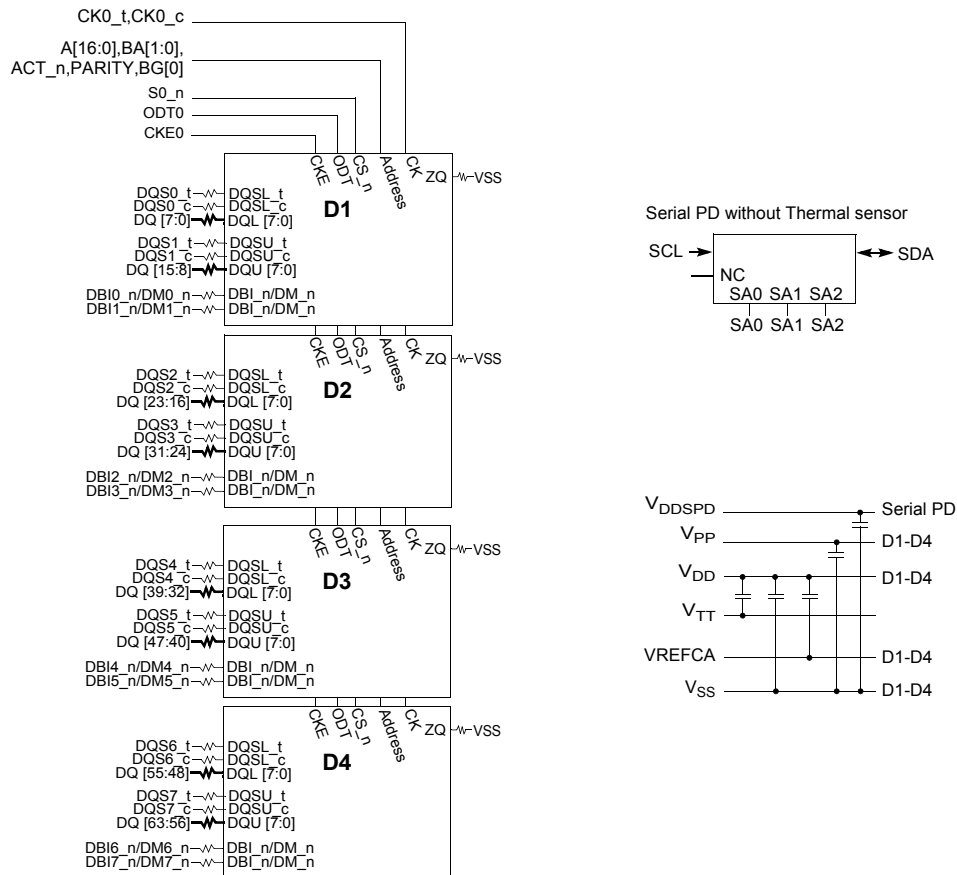 CK0_t,CK0_c
A[16:0],BA[1:0],
ACT_n,PARITY,BG[0]
S0_n
ODT0
CKE0
CKE ODT CS_n Address CK ZQ VSS
D1
DQS0_t DQSL_t
DQS0_c DQSL_c
DQ [7:0] DQL [7:0]
DQS1_t DQSU_t
DQS1_c DQSU_c
DQ [15:8] DQU [7:0]
DBI0_n/DM0_n DBI_n/DM_n
DBI1_n/DM1_n DBI_n/DM_n
CKE ODT CS_n Address CK ZQ VSS
D2
DQS2_t DQSL_t
DQS2_c DQSL_c
DQ [23:16] DQL [7:0]
DQS3_t DQSU_t
DQS3_c DQSU_c
DQ [31:24] DQU [7:0]
DBI2_n/DM2_n DBI_n/DM_n
DBI3_n/DM3_n DBI_n/DM_n
CKE ODT CS_n Address CK ZQ VSS
D3
DQS4_t DQSL_t
DQS4_c DQSL_c
DQ [39:32] DQL [7:0]
DQS5_t DQSU_t
DQS5_c DQSU_c
DQ [47:40] DQU [7:0]
DBI4_n/DM4_n DBI_n/DM_n
DBI5_n/DM5_n DBI_n/DM_n
CKE ODT CS_n Address CK ZQ VSS
D4
DQS6_t DQSL_t
DQS6_c DQSL_c
DQ [55:48] DQL [7:0]
DQS7_t DQSU_t
DQS7_c DQSU_c
DQ [63:56] DQU [7:0]
DBI6_n/DM6_n DBI_n/DM_n
DBI7_n/DM7_n DBI_n/DM_n
Serial PD without Thermal sensor
SCL SDA
NC
SA0 SA1 SA2
SA0 SA1 SA2
VDDSPD Serial PD
VPP D1-D4
VDD D1-D4
VTT
VREFCA D1-D4
VSS D1-D4